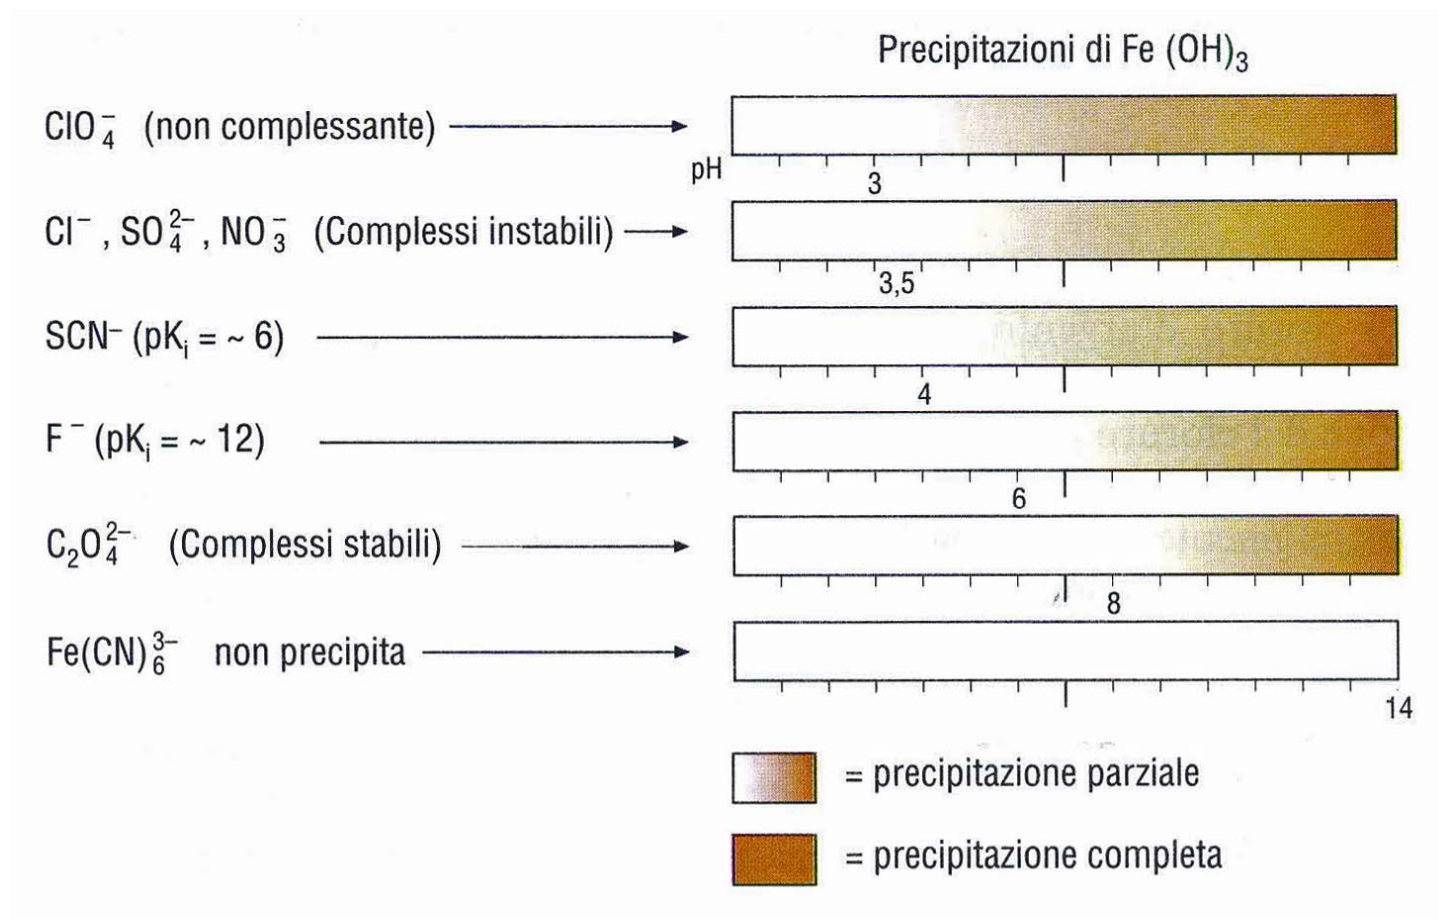 Precipitazioni di Fe (OH)₃
ClO₄⁻ (non complessante)
pH
3
Cl⁻, SO₄²⁻, NO₃⁻ (Complessi instabili)
3,5
SCN⁻ (pKᵢ = ~ 6)
4
F⁻ (pKᵢ = ~ 12)
6
C₂O₄²⁻ (Complessi stabili)
8
Fe(CN)₆³⁻ non precipita
14
= precipitazione parziale
= precipitazione completa